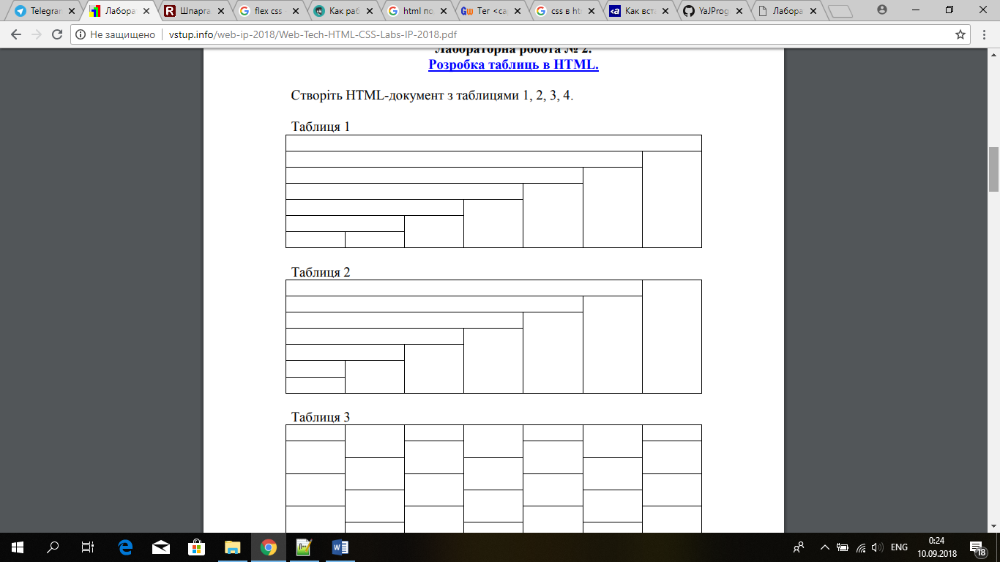 Telegram
Лабора
Шпарга
flex css
Как раб
html по
Тег <ca
css в ht
Как вста
YaJProg
Лабора
Не защищено
vstup.info/web-ip-2018/Web-Tech-HTML-CSS-Labs-IP-2018.pdf
Лабораторна робота № 2.
Розробка таблиць в HTML.
Створіть HTML-документ з таблицями 1, 2, 3, 4.
Таблиця 1
Таблиця 2
Таблиця 3
ENG
0:24
10.09.2018
18